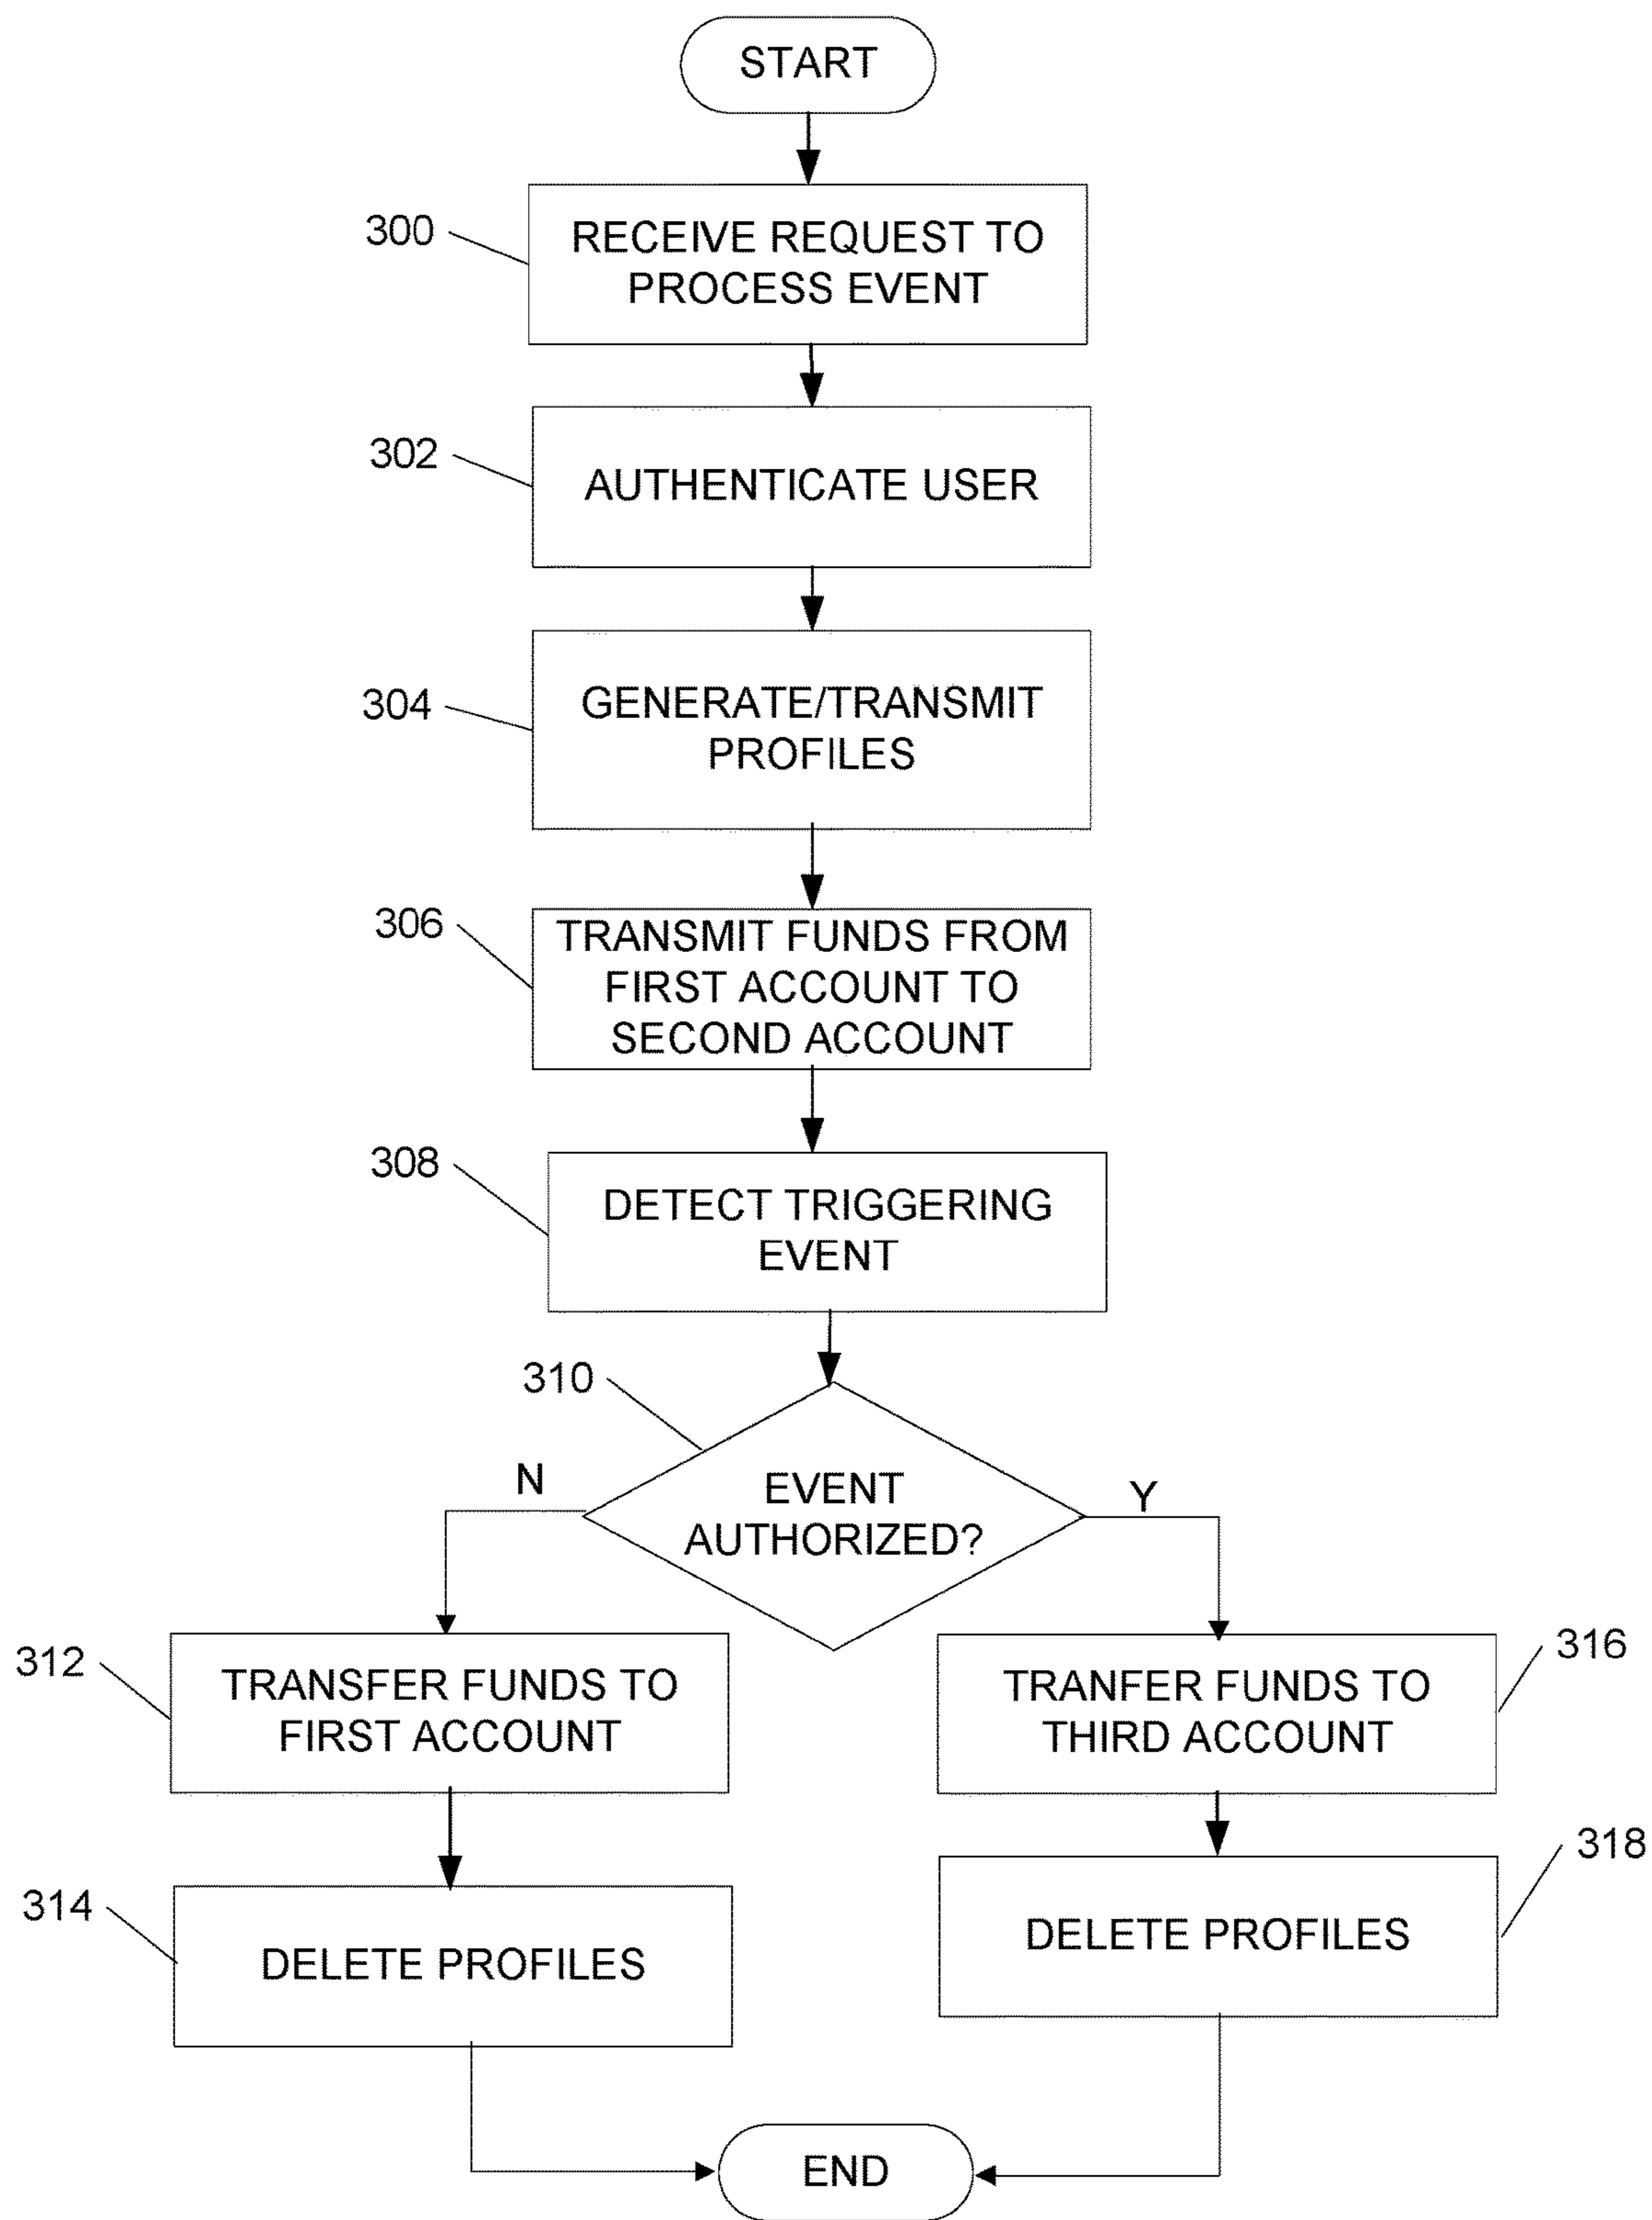 START
300
RECEIVE REQUEST TO
PROCESS EVENT
302
AUTHENTICATE USER
304
GENERATE/TRANSMIT
PROFILES
306
TRANSMIT FUNDS FROM
FIRST ACCOUNT TO
SECOND ACCOUNT
308
DETECT TRIGGERING
EVENT
310
EVENT
AUTHORIZED?
N
Y
312
TRANSFER FUNDS TO
FIRST ACCOUNT
316
TRANFER FUNDS TO
THIRD ACCOUNT
314
DELETE PROFILES
318
DELETE PROFILES
END